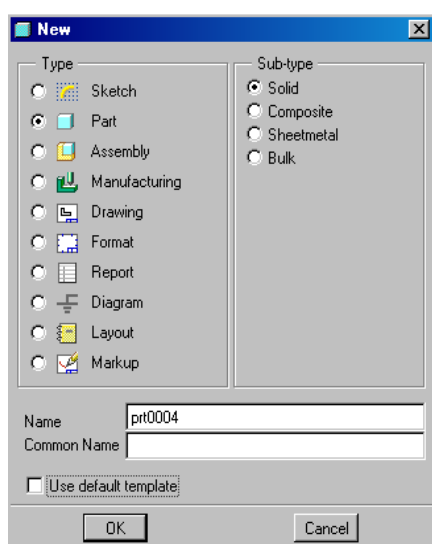 New
Type
Sketch
Part
Assembly
Manufacturing
Drawing
Format
Report
Diagram
Layout
Markup
Sub-type
Solid
Composite
Sheetmetal
Bulk
Name prt0004
Common Name
Use default template
OK Cancel